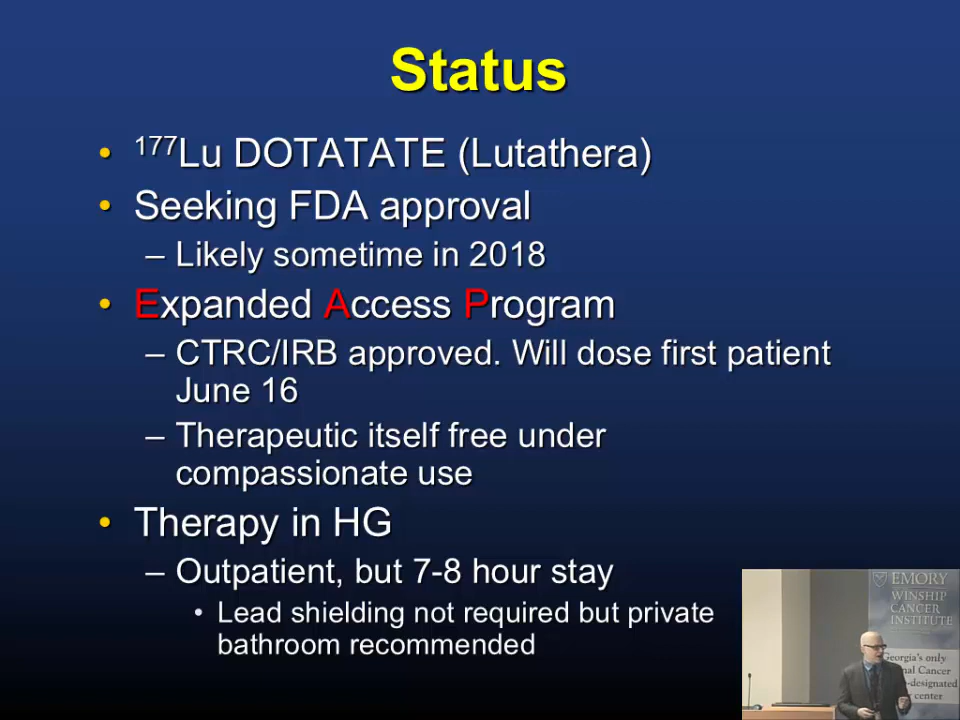 Status
• ¹⁷⁷Lu DOTATATE (Lutathera)
• Seeking FDA approval
– Likely sometime in 2018
• Expanded Access Program
– CTRC/IRB approved. Will dose first patient
June 16
– Therapeutic itself free under
compassionate use
• Therapy in HG
– Outpatient, but 7-8 hour stay
• Lead shielding not required but private
bathroom recommended
EMORY
WINSHIP
CANCER
INSTITUTE
Georgia's only
Cancer
-designated
center